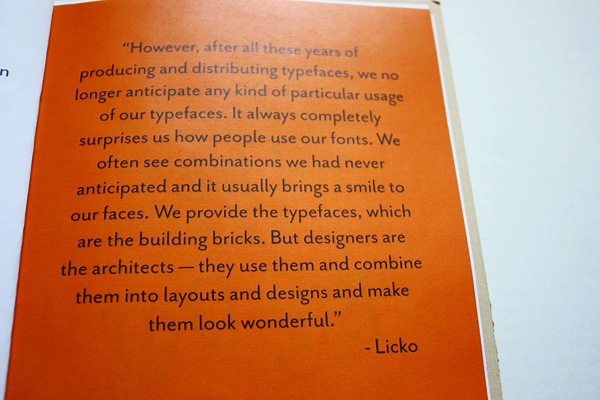 n
“However, after all these years of
producing and distributing typefaces, we no
longer anticipate any kind of particular usage
of our typefaces. It always completely
surprises us how people use our fonts. We
often see combinations we had never
anticipated and it usually brings a smile to
our faces. We provide the typefaces, which
are the building bricks. But designers are
the architects — they use them and combine
them into layouts and designs and make
them look wonderful.”
- Licko